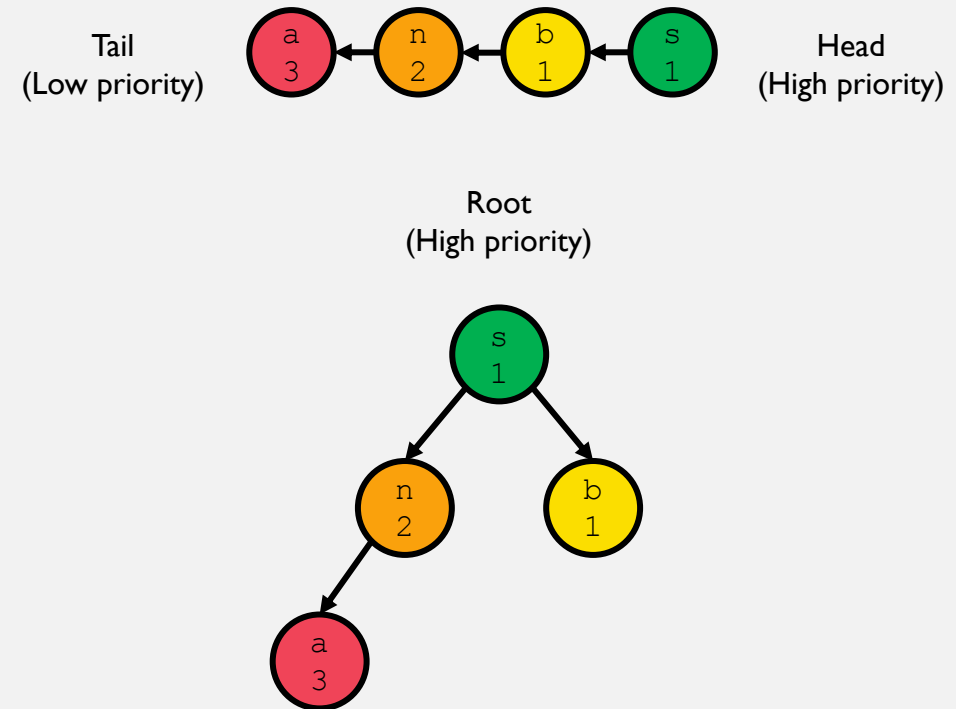 Tail
(Low priority)
a
3
n
2
b
1
s
1
Head
(High priority)
Root
(High priority)
s
1
n
2
b
1
a
3